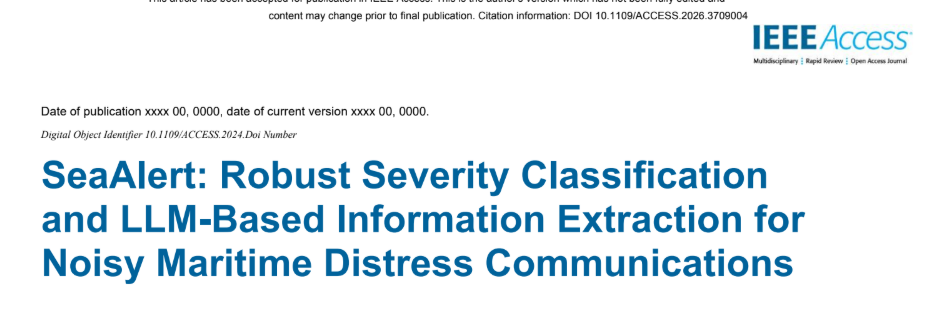 This article has been accepted for publication in IEEE Access. This is the author's version which has not been fully edited and
content may change prior to final publication. Citation information: DOI 10.1109/ACCESS.2026.3709004
IEEE Access
Multidisciplinary | Rapid Review | Open Access Journal
Date of publication xxxx 00, 0000, date of current version xxxx 00, 0000.
Digital Object Identifier 10.1109/ACCESS.2024.Doi Number
SeaAlert: Robust Severity Classification
and LLM-Based Information Extraction for
Noisy Maritime Distress Communications